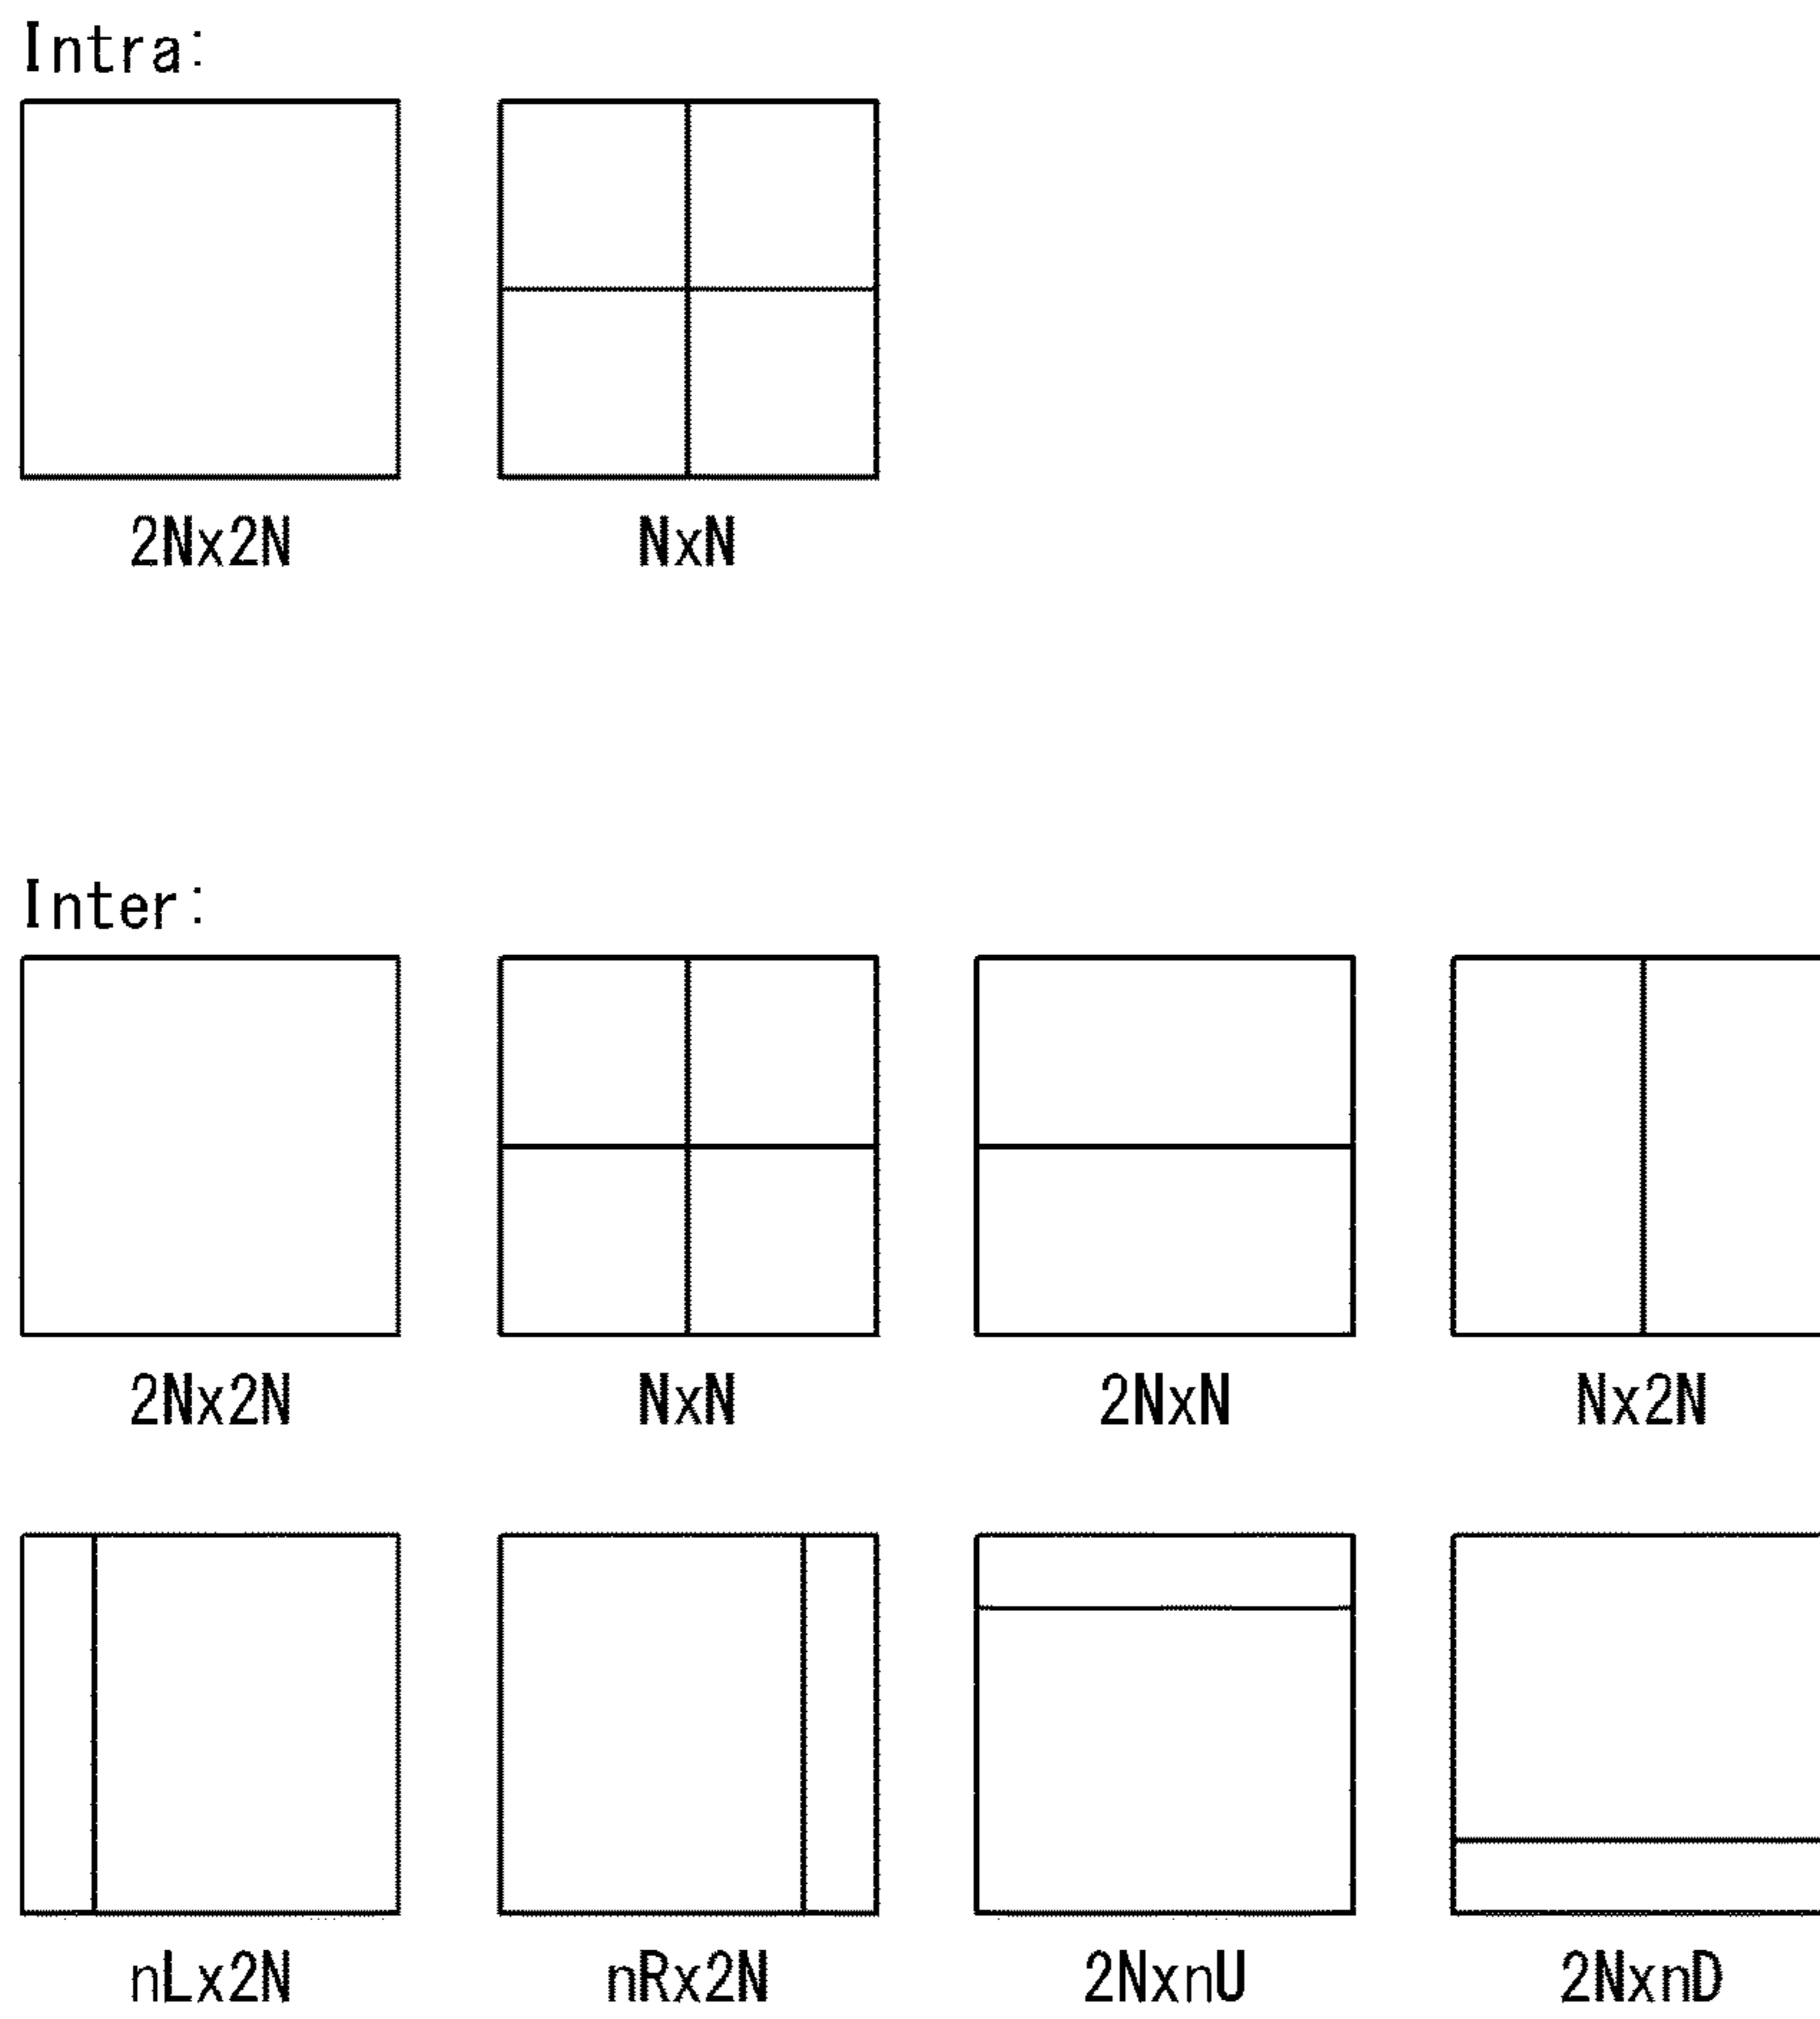 Intra:
2Nx2N NxN
Inter:
2Nx2N NxN 2NxN Nx2N
nLx2N nRx2N 2NxnU 2NxnD